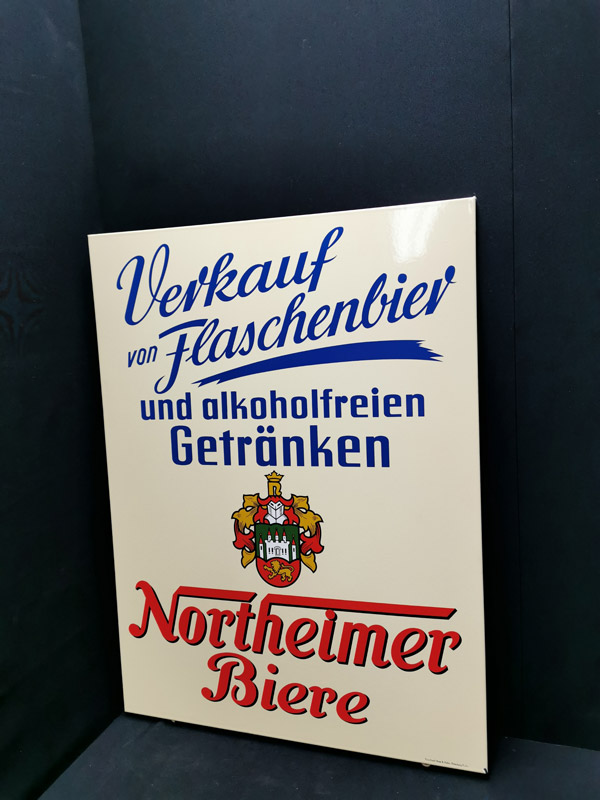 Verkauf
von Flaschenbier
und alkoholfreien
Getränken
Northeimer
Biere